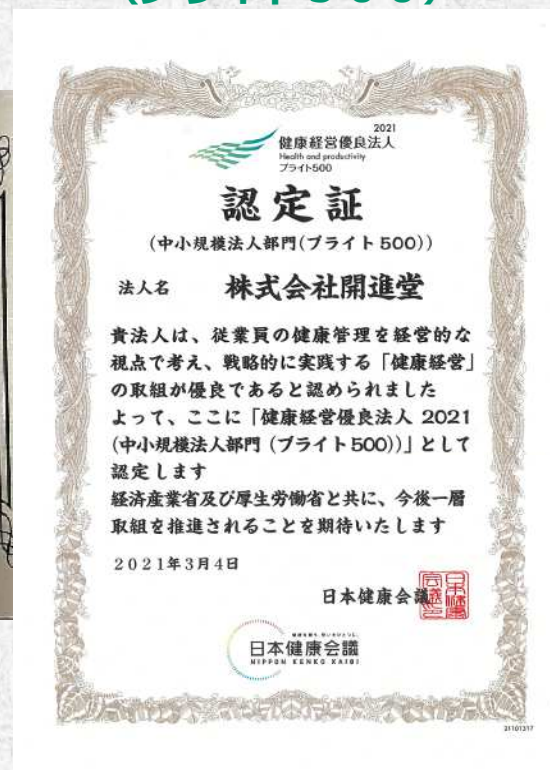 (ブライト500)
2021
健康経営優良法人
Health and productivity
ブライト500
認定証
(中小規模法人部門(ブライト500))
法人名 株式会社開進堂
貴法人は、従業員の健康管理を経営的な
視点で考え、戦略的に実践する「健康経営」
の取組が優良であると認められました
よって、ここに「健康経営優良法人 2021
(中小規模法人部門(ブライト500))」として
認定します
経済産業省及び厚生労働省と共に、今後一層
取組を推進されることを期待いたします
2021年3月4日
日本健康会議
日本健康会議
NIPPON KENKO KAIGI